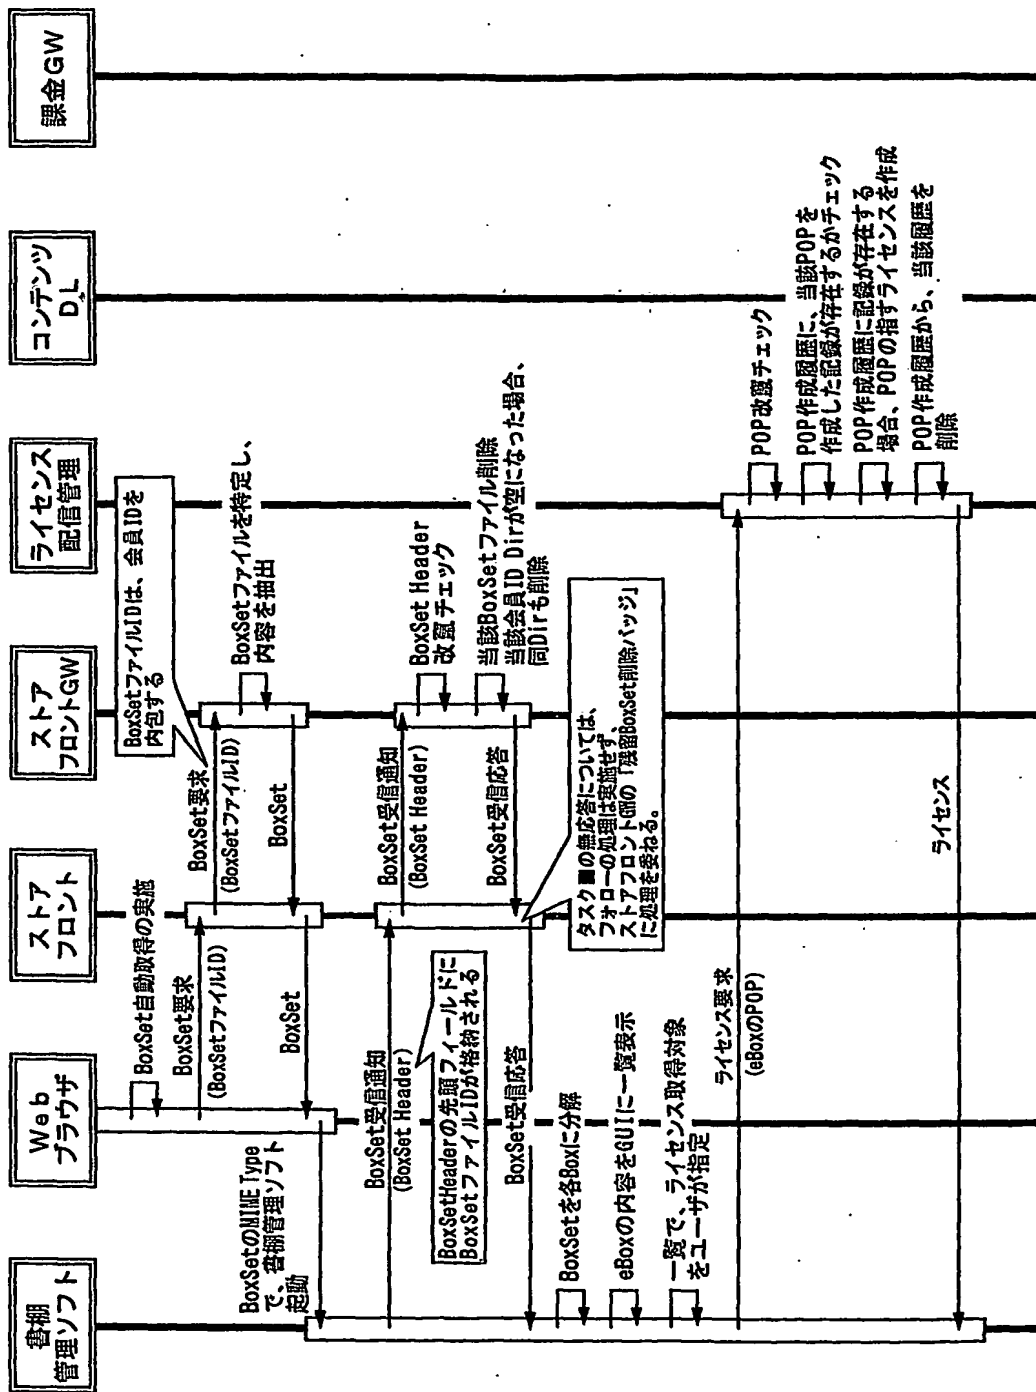 書棚
管理ソフト
Web
ブラウザ
ストア
フロント
ストア
フロントGW
ライセンス
配信管理
コンテンツ
DL
課金GW
BoxSet自動取得の実施
BoxSetファイルIDは、会員IDを
内包する
BoxSet要求
(BoxSetファイルID)
BoxSet要求
(BoxSetファイルID)
BoxSetファイルを特定し、
内容を抽出
BoxSet
BoxSet
BoxSetのMIME Type
で、書棚管理ソフト
起動
BoxSet受信通知
(BoxSet Header)
BoxSetHeaderの先頭フィールドに
BoxSetファイルIDが格納される
BoxSet受信通知
(BoxSet Header)
BoxSet Header
改竄チェック
当該BoxSetファイル削除
当該会員ID Dirが空になった場合、
同Dirも削除
BoxSet受信応答
BoxSet受信応答
タスク間の無応答については、
フォローの処理は実施せず、
ストアフロントGWの「残留BoxSet削除バッジ」
に処理を委ねる。
BoxSetを各Boxに分解
eBoxの内容をGUIに一覧表示
一覧で、ライセンス取得対象
をユーザが指定
ライセンス要求
(eBoxのPOP)
POP改竄チェック
POP作成履歴に、当該POPを
作成した記録が存在するかチェック
POP作成履歴に記録が存在する
場合、POPの指すライセンスを作成
POP作成履歴から、当該履歴を
削除
ライセンス